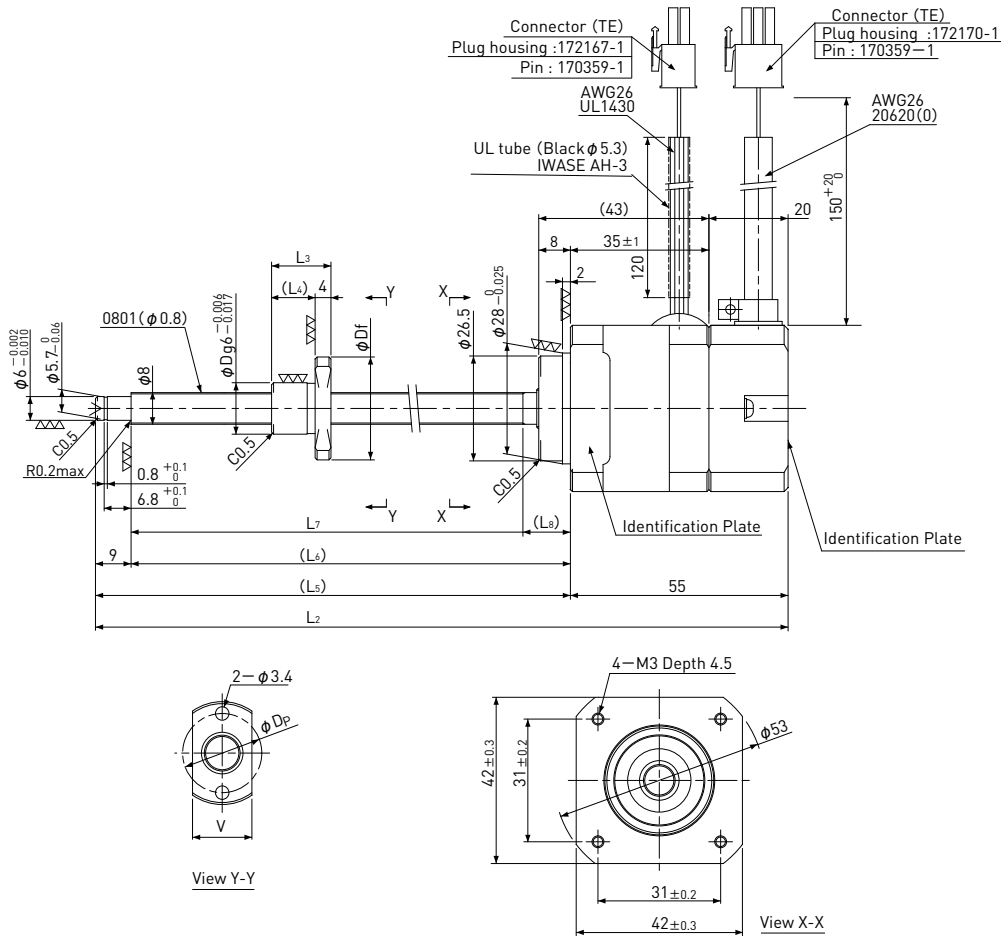 Connector (TE)
Plug housing :172167-1
Pin : 170359-1
Connector (TE)
Plug housing :172170-1
Pin : 170359-1
AWG26
UL1430
AWG26
20620(0)
UL tube (Black φ5.3)
IWASE AH-3
150 +20 0
120
(43)
20
8
35±1
2
L3
(L4)
4
Y
X
0801(φ0.8)
φ6 -0.002 -0.010
φ5.7 0 -0.06
φ8
φDg6 -0.006 -0.017
φDf
φ26.5
φ28 0 -0.025
C0.5
R0.2max
C0.5
C0.5
0.8 +0.1 0
6.8 +0.1 0
Y
X
L7
(L8)
Identification Plate
Identification Plate
9
(L6)
(L5)
55
L2
2-φ3.4
φDP
V
View Y-Y
4-M3 Depth 4.5
φ53
42±0.3
31±0.2
31±0.2
42±0.3
View X-X